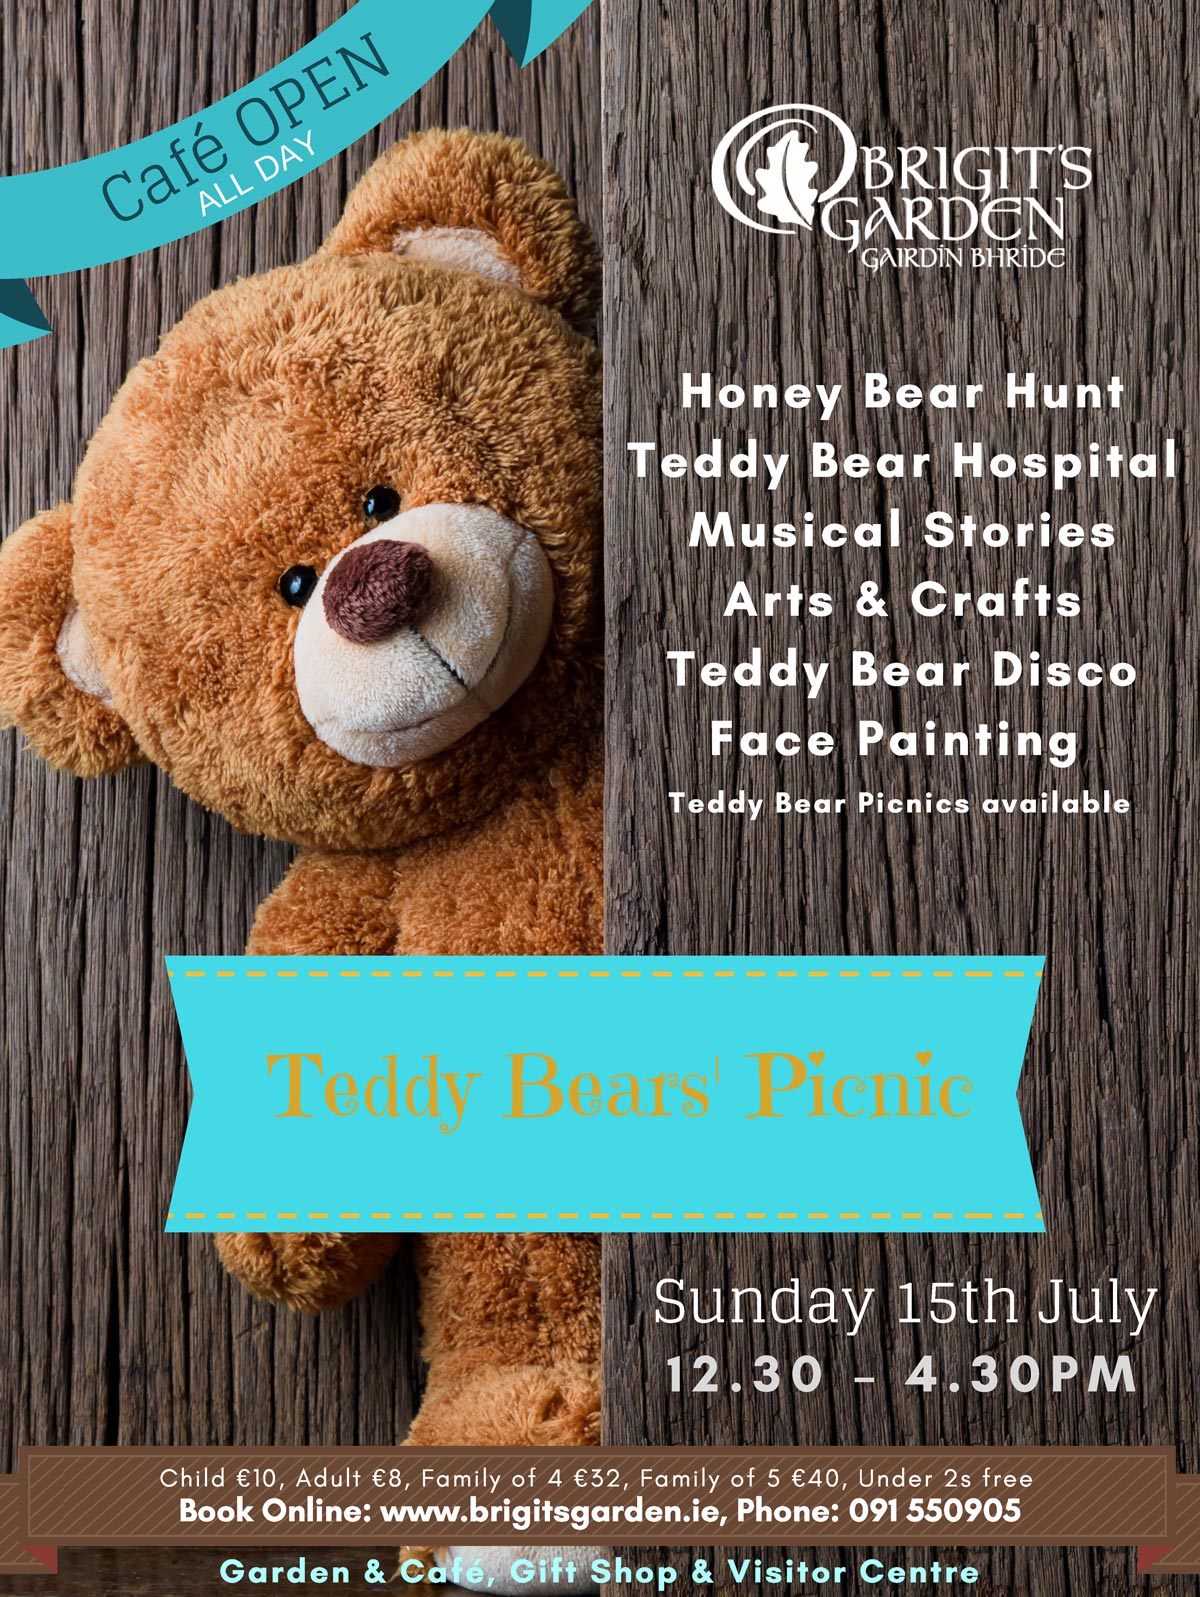 Café OPEN
ALL DAY
BRIGIT'S
GARDEN
GAIRDÍN BHRÍDE
Honey Bear Hunt
Teddy Bear Hospital
Musical Stories
Arts & Crafts
Teddy Bear Disco
Face Painting
Teddy Bear Picnics available
Teddy Bears' Picnic
Sunday 15th July
12.30 - 4.30PM
Child €10, Adult €8, Family of 4 €32, Family of 5 €40, Under 2s free
Book Online: www.brigitsgarden.ie, Phone: 091 550905
Garden & Café, Gift Shop & Visitor Centre